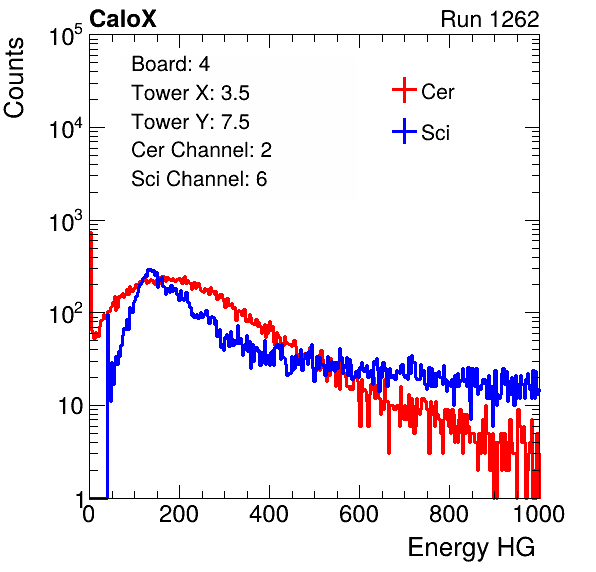 CaloX Run 1262
Counts
10^5
10^4
10^3
10^2
10
1
Board: 4
Tower X: 3.5
Tower Y: 7.5
Cer Channel: 2
Sci Channel: 6
Cer
Sci
0 200 400 600 800 1000
Energy HG